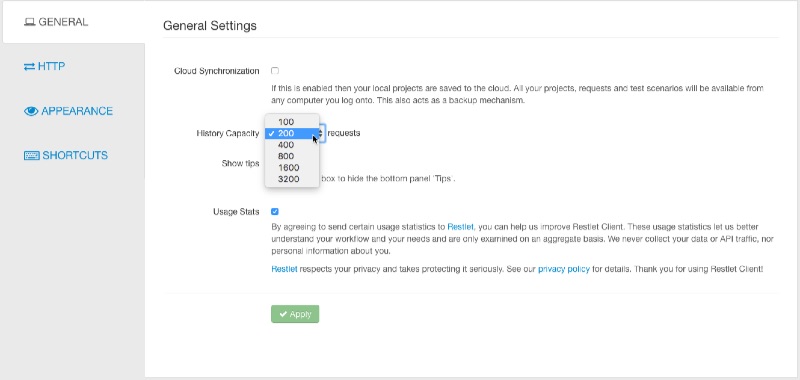 GENERAL
HTTP
APPEARANCE
SHORTCUTS
General Settings
Cloud Synchronization
If this is enabled then your local projects are saved to the cloud. All your projects, requests and test scenarios will be available from
any computer you log onto. This also acts as a backup mechanism.
History Capacity
100
✓ 200
400
800
1600
3200
requests
Show tips
box to hide the bottom panel 'Tips'.
Usage Stats
By agreeing to send certain usage statistics to Restlet, you can help us improve Restlet Client. These usage statistics let us better
understand your workflow and your needs and are only examined on an aggregate basis. We never collect your data or API traffic, nor
personal information about you.
Restlet respects your privacy and takes protecting it seriously. See our privacy policy for details. Thank you for using Restlet Client!
✓ Apply